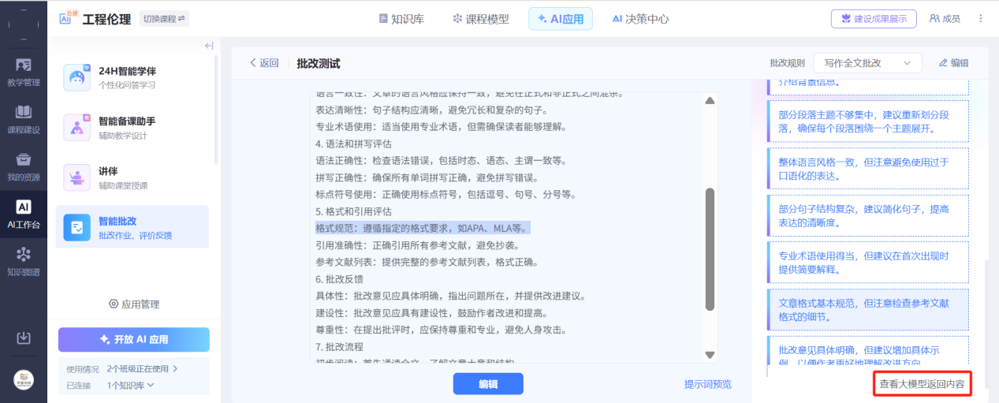 教学管理
课程建设
我的资源
AI
AI工作台
知识图谱
AI 百建
工程伦理
切换课程
知识库
课程模型
AI应用
AI 决策中心
建设成果展示
成员
24H智能学伴
个性化问答学习
智能备课助手
辅助教学设计
讲伴
辅助课堂授课
智能批改
批改作业、评价反馈
应用管理
开放 AI 应用
使用情况 2个班级正在使用
已连接 1个知识库
返回
批改测试
批改规则
写作全文批改
编辑
语言一致性：文章的语言风格应保持一致，避免在正式和非正式之间混杂。
表达清晰性：句子结构应清晰，避免冗长和复杂的句子。
专业术语使用：适当使用专业术语，但需确保读者能够理解。
4. 语法和拼写评估
语法正确性：检查语法错误，包括时态、语态、主谓一致等。
拼写正确性：确保所有单词拼写正确，避免拼写错误。
标点符号使用：正确使用标点符号，包括逗号、句号、分号等。
5. 格式和引用评估
格式规范：遵循指定的格式要求，如APA、MLA等。
引用准确性：正确引用所有参考文献，避免抄袭。
参考文献列表：提供完整的参考文献列表，格式正确。
6. 批改反馈
具体性：批改意见应具体明确，指出问题所在，并提供改进建议。
建设性：批改意见应具有建设性，鼓励作者改进和提高。
尊重性：在提出批评时，应保持尊重和专业，避免人身攻击。
7. 批改流程
初步阅读：首先通读全文，了解文章大意和结构。
编辑
提示词预览
介绍背景信息。
部分段落主题不够集中，建议重新划分段
落，确保每个段落围绕一个主题展开。
整体语言风格一致，但注意避免使用过于
口语化的表达。
部分句子结构复杂，建议简化句子，提高
表达的清晰度。
专业术语使用得当，但建议在首次出现时
提供简要解释。
文章格式基本规范，但注意检查参考文献
格式的细节。
批改意见具体明确，但建议增加具体示
例，以便作者更好地理解改进方向。
查看大模型返回内容